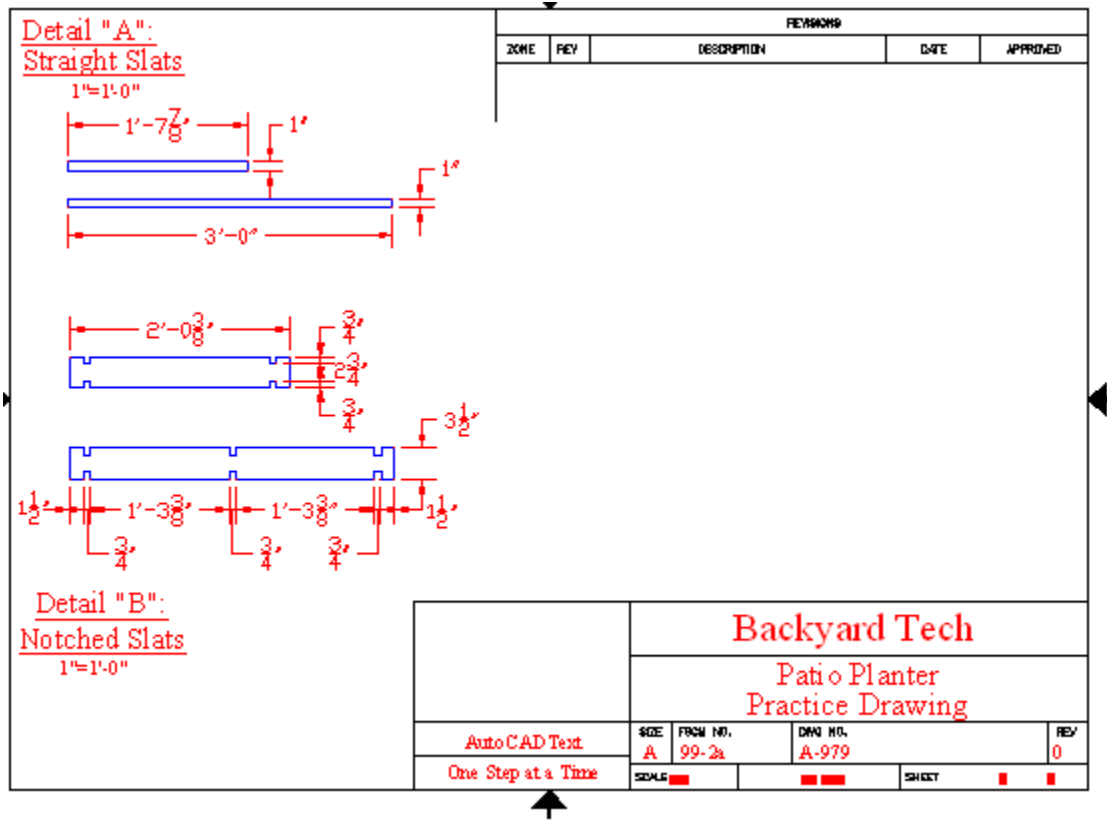 Detail "A":
Straight Slats
1"=1'-0"
1'-7 7/8"
1"
1"
3'-0"
2'-0 3/8"
3/4"
2 3/4"
3/4"
3 1/2"
1 1/2"
1'-3 3/8"
1'-3 3/8"
1 1/2"
3/4"
3/4"
3/4"
Detail "B":
Notched Slats
1"=1'-0"
REVISIONS
ZONE REV DESCRIPTION DATE APPROVED
Backyard Tech
Patio Planter
Practice Drawing
AutoCAD Text
One Step at a Time
SIZE FSCM NO. DWG NO. REV
A 99-2a A-979 0
SCALE SHEET